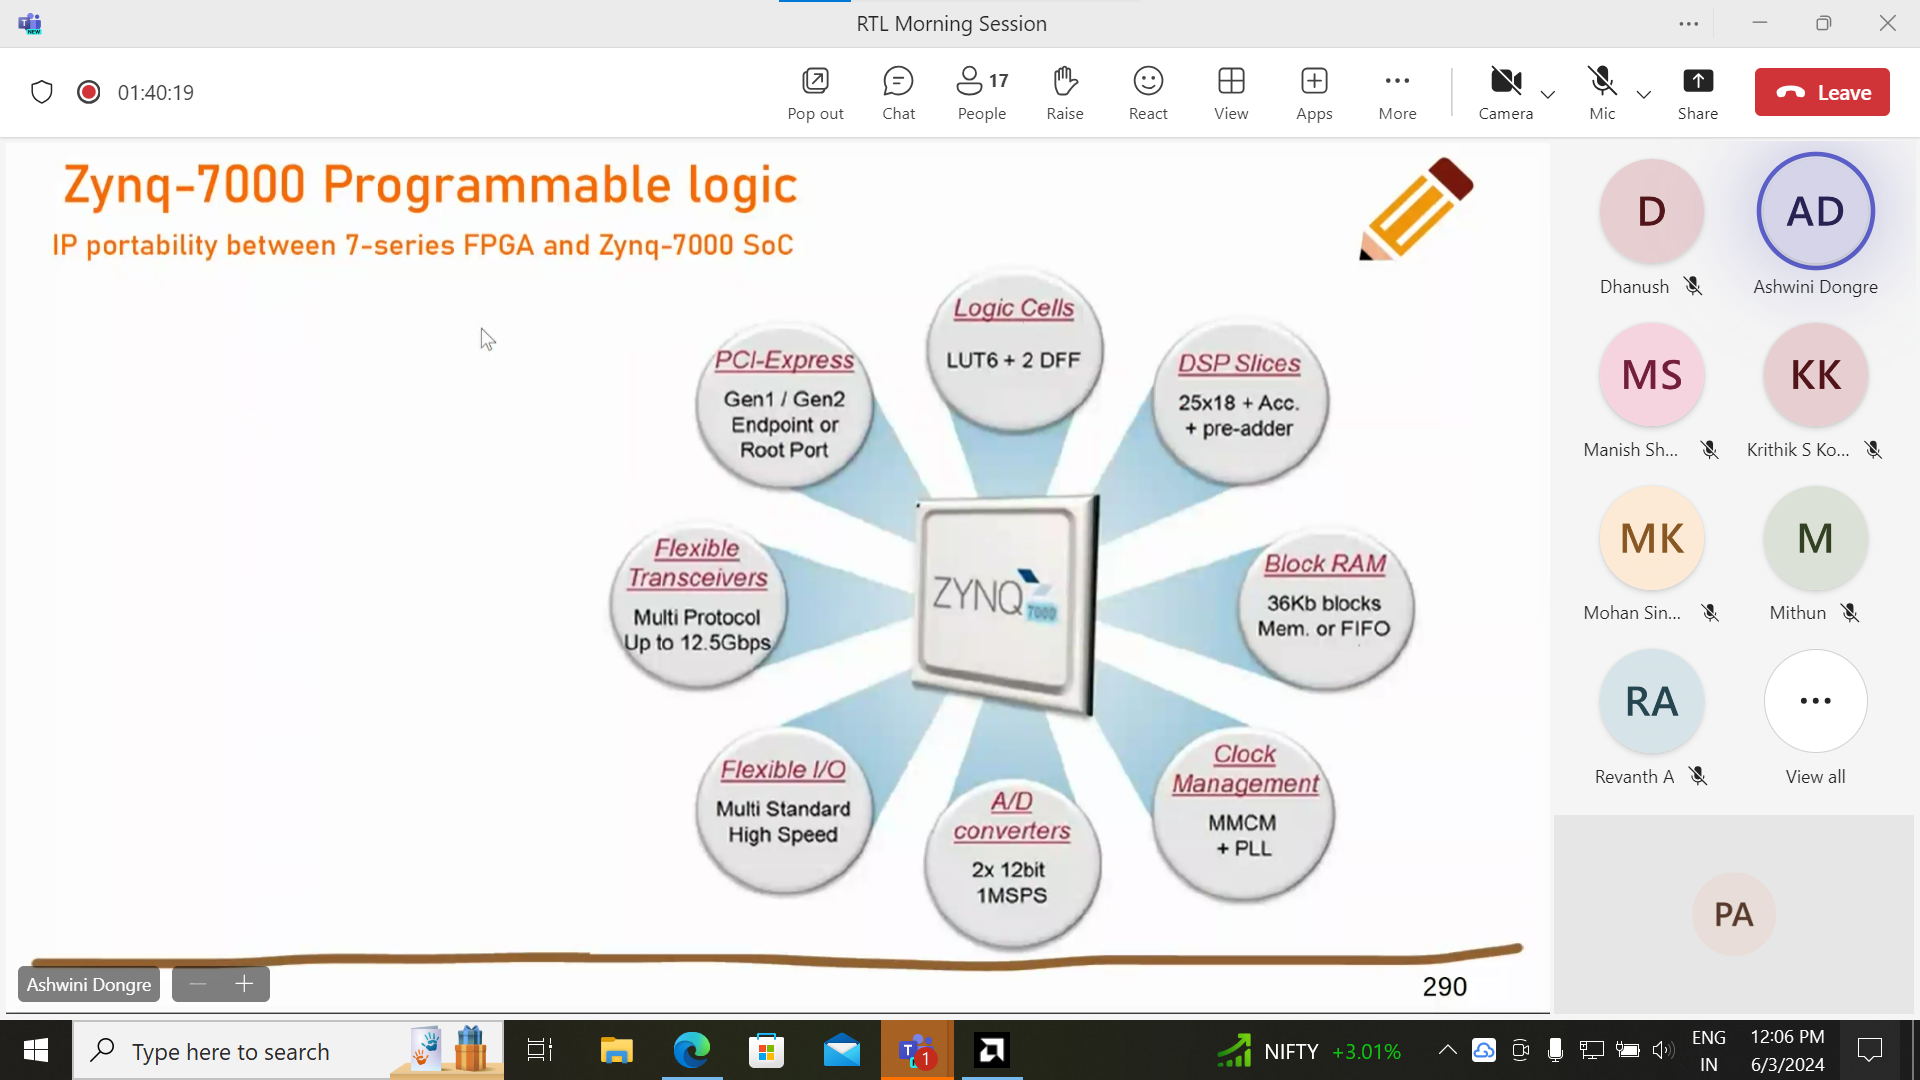 NEW
RTL Morning Session
01:40:19
Pop out
Chat
17
People
Raise
React
View
Apps
More
Camera
Mic
Share
Leave
Zynq-7000 Programmable logic
IP portability between 7-series FPGA and Zynq-7000 SoC
Logic Cells
LUT6 + 2 DFF
PCI-Express
Gen1 / Gen2
Endpoint or
Root Port
DSP Slices
25x18 + Acc.
+ pre-adder
Flexible
Transceivers
Multi Protocol
Up to 12.5Gbps
ZYNQ
7000
Block RAM
36Kb blocks
Mem. or FIFO
Flexible I/O
Multi Standard
High Speed
A/D
converters
2x 12bit
1MSPS
Clock
Management
MMCM
+ PLL
290
Ashwini Dongre
D
Dhanush
AD
Ashwini Dongre
MS
Manish Sh...
KK
Krithik S Ko...
MK
Mohan Sin...
M
Mithun
RA
Revanth A
View all
PA
Type here to search
1
NIFTY +3.01%
ENG
IN
12:06 PM
6/3/2024